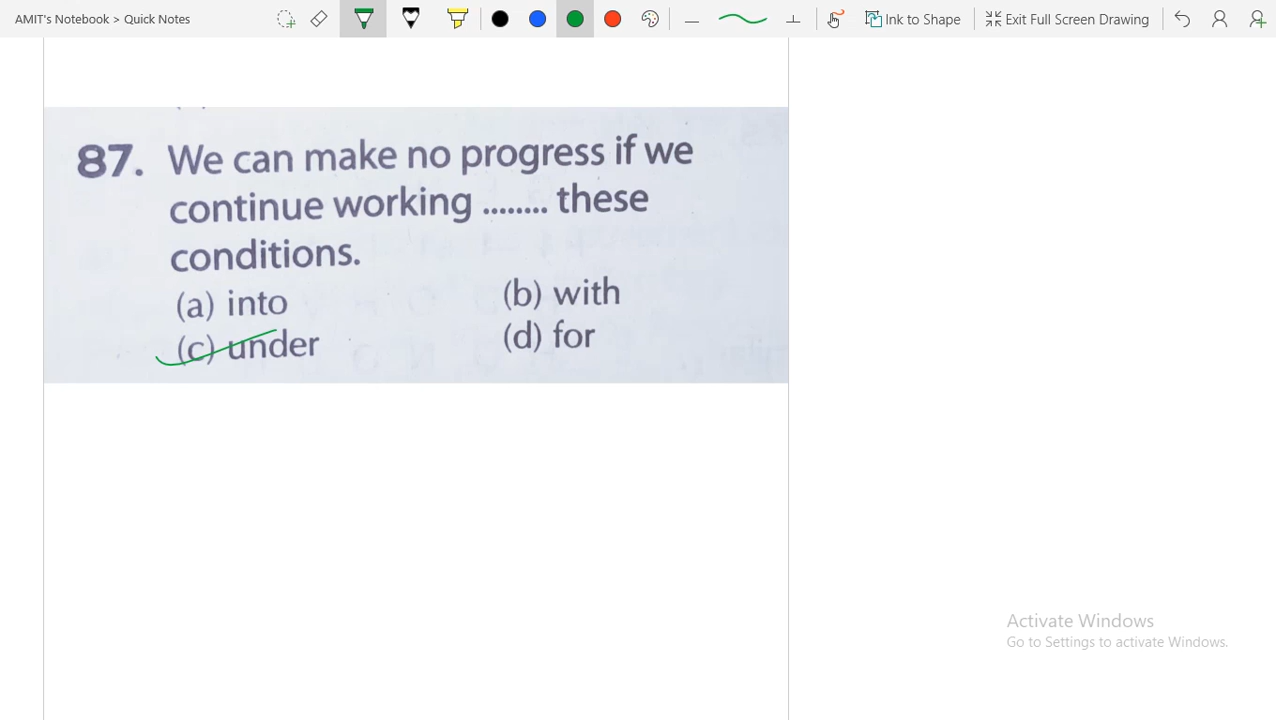 AMIT's Notebook > Quick Notes
Ink to Shape
Exit Full Screen Drawing
87. We can make no progress if we
continue working ........ these
conditions.
(a) into
(b) with
(c) under
(d) for
Activate Windows
Go to Settings to activate Windows.